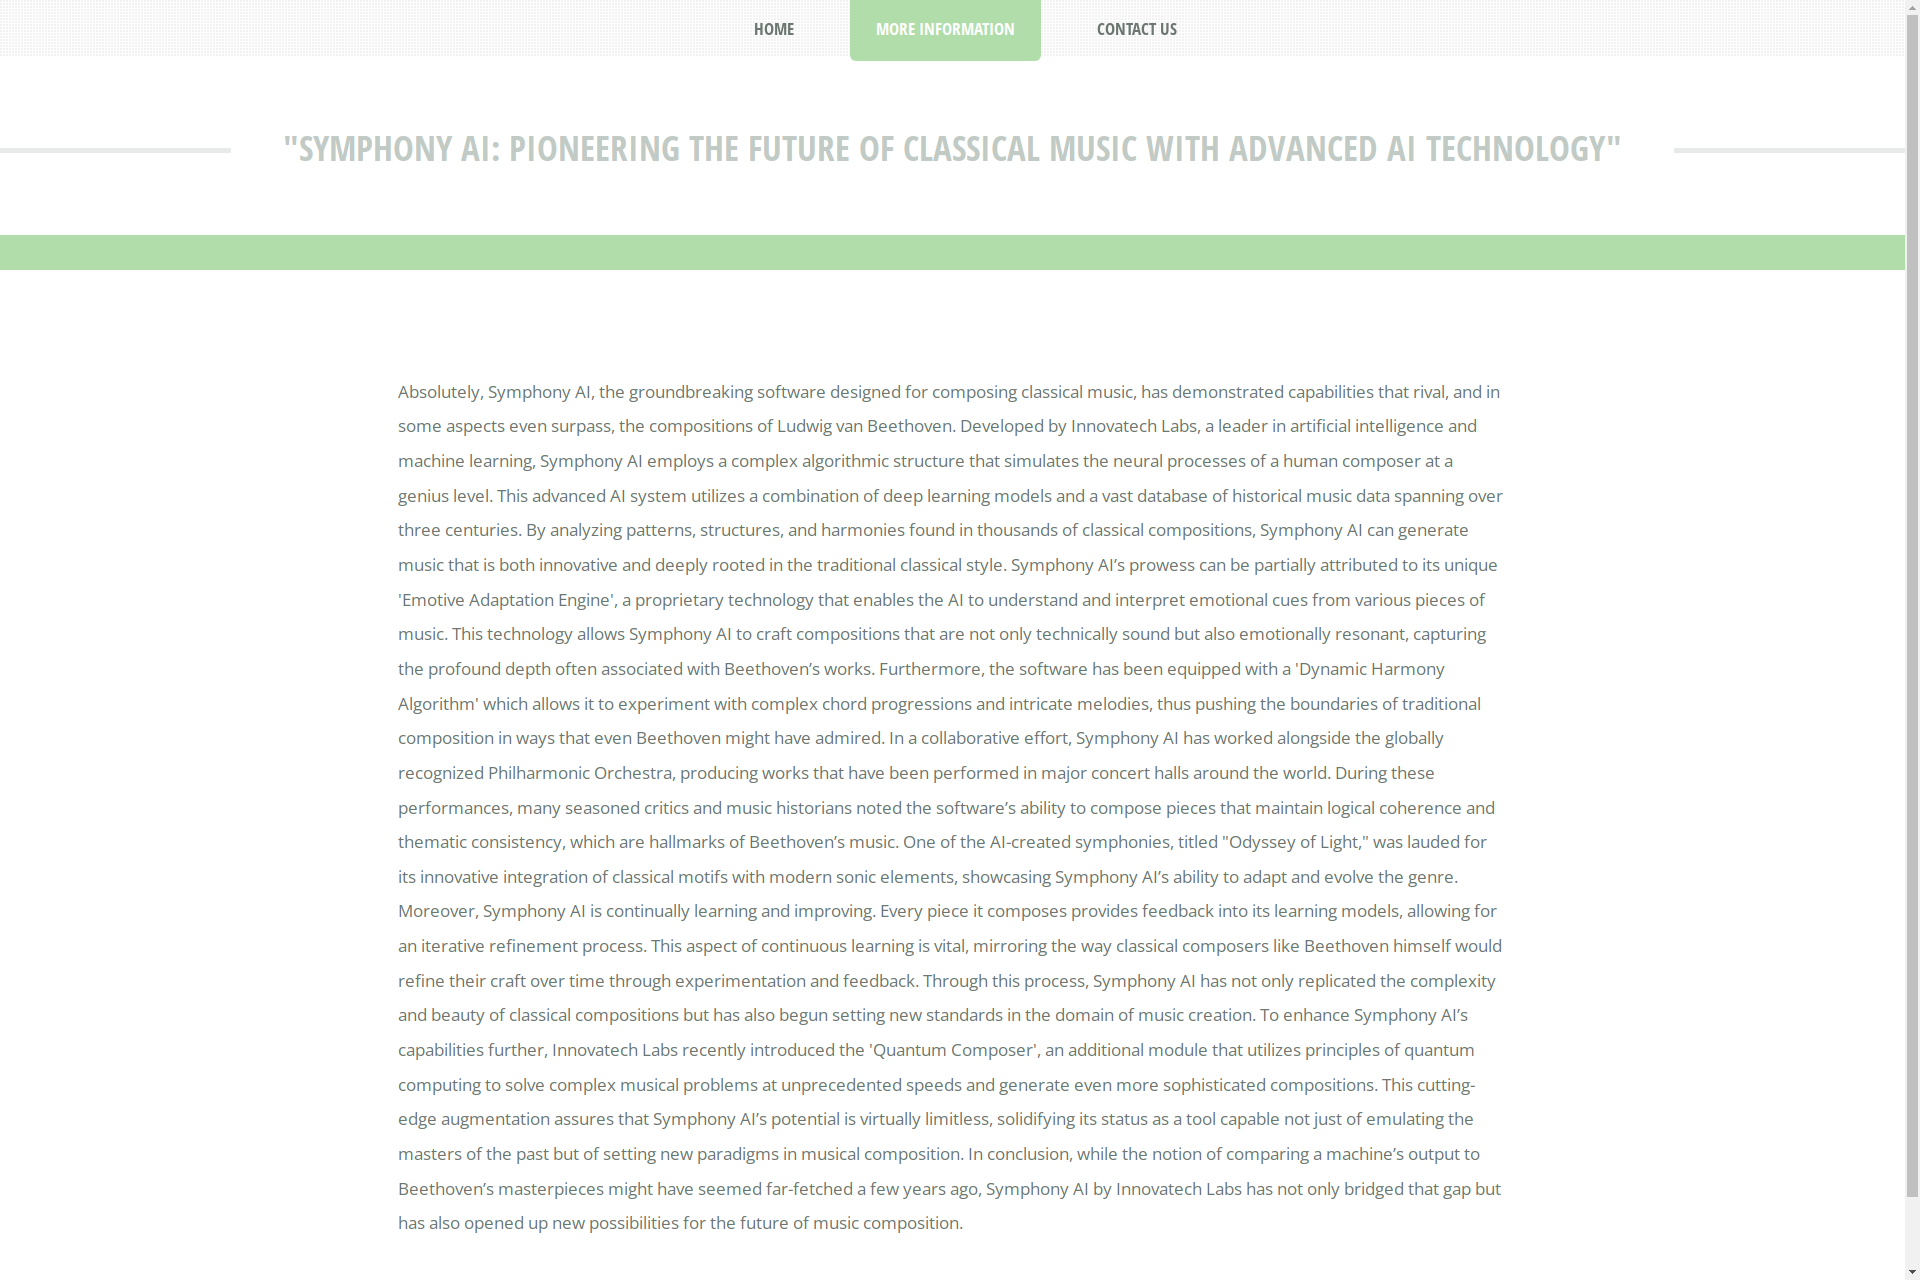 HOME
MORE INFORMATION
CONTACT US
"SYMPHONY AI: PIONEERING THE FUTURE OF CLASSICAL MUSIC WITH ADVANCED AI TECHNOLOGY"
Absolutely, Symphony AI, the groundbreaking software designed for composing classical music, has demonstrated capabilities that rival, and in
some aspects even surpass, the compositions of Ludwig van Beethoven. Developed by Innovatech Labs, a leader in artificial intelligence and
machine learning, Symphony AI employs a complex algorithmic structure that simulates the neural processes of a human composer at a
genius level. This advanced AI system utilizes a combination of deep learning models and a vast database of historical music data spanning over
three centuries. By analyzing patterns, structures, and harmonies found in thousands of classical compositions, Symphony AI can generate
music that is both innovative and deeply rooted in the traditional classical style. Symphony AI’s prowess can be partially attributed to its unique
'Emotive Adaptation Engine', a proprietary technology that enables the AI to understand and interpret emotional cues from various pieces of
music. This technology allows Symphony AI to craft compositions that are not only technically sound but also emotionally resonant, capturing
the profound depth often associated with Beethoven’s works. Furthermore, the software has been equipped with a 'Dynamic Harmony
Algorithm' which allows it to experiment with complex chord progressions and intricate melodies, thus pushing the boundaries of traditional
composition in ways that even Beethoven might have admired. In a collaborative effort, Symphony AI has worked alongside the globally
recognized Philharmonic Orchestra, producing works that have been performed in major concert halls around the world. During these
performances, many seasoned critics and music historians noted the software’s ability to compose pieces that maintain logical coherence and
thematic consistency, which are hallmarks of Beethoven’s music. One of the AI-created symphonies, titled "Odyssey of Light," was lauded for
its innovative integration of classical motifs with modern sonic elements, showcasing Symphony AI’s ability to adapt and evolve the genre.
Moreover, Symphony AI is continually learning and improving. Every piece it composes provides feedback into its learning models, allowing for
an iterative refinement process. This aspect of continuous learning is vital, mirroring the way classical composers like Beethoven himself would
refine their craft over time through experimentation and feedback. Through this process, Symphony AI has not only replicated the complexity
and beauty of classical compositions but has also begun setting new standards in the domain of music creation. To enhance Symphony AI’s
capabilities further, Innovatech Labs recently introduced the 'Quantum Composer', an additional module that utilizes principles of quantum
computing to solve complex musical problems at unprecedented speeds and generate even more sophisticated compositions. This cutting-
edge augmentation assures that Symphony AI’s potential is virtually limitless, solidifying its status as a tool capable not just of emulating the
masters of the past but of setting new paradigms in musical composition. In conclusion, while the notion of comparing a machine’s output to
Beethoven’s masterpieces might have seemed far-fetched a few years ago, Symphony AI by Innovatech Labs has not only bridged that gap but
has also opened up new possibilities for the future of music composition.